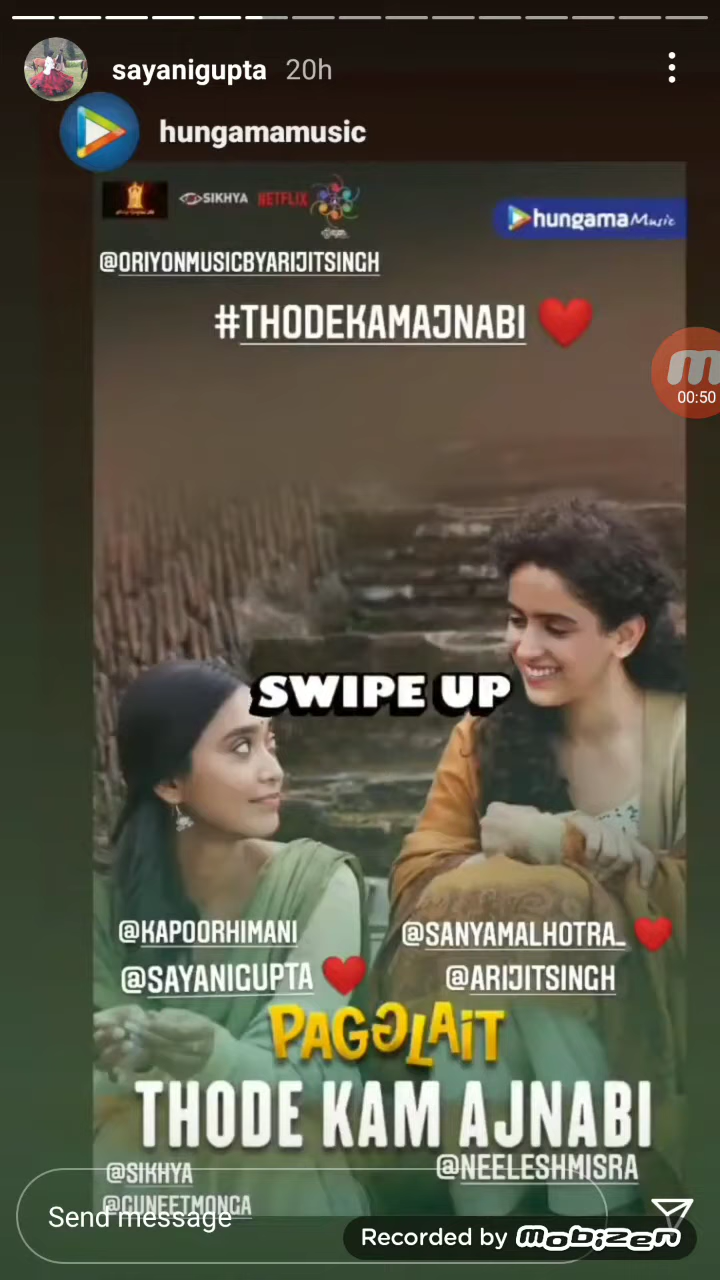 sayanigupta 20h
hungamamusic
SIKHYA NETFLIX
hungama Music
@ORIYONMUSICBYARIJITSINGH
#THODEKAMAJNABI
00:50
SWIPE UP
@KAPOORHIMANI
@SANYAMALHOTRA_
@SAYANIGUPTA
@ARIJITSINGH
PAGGLAIT
THODE KAM AJNABI
@SIKHYA
@NEELESHMISRA
@GUNEETMONGA
Send message
Recorded by Mobizen